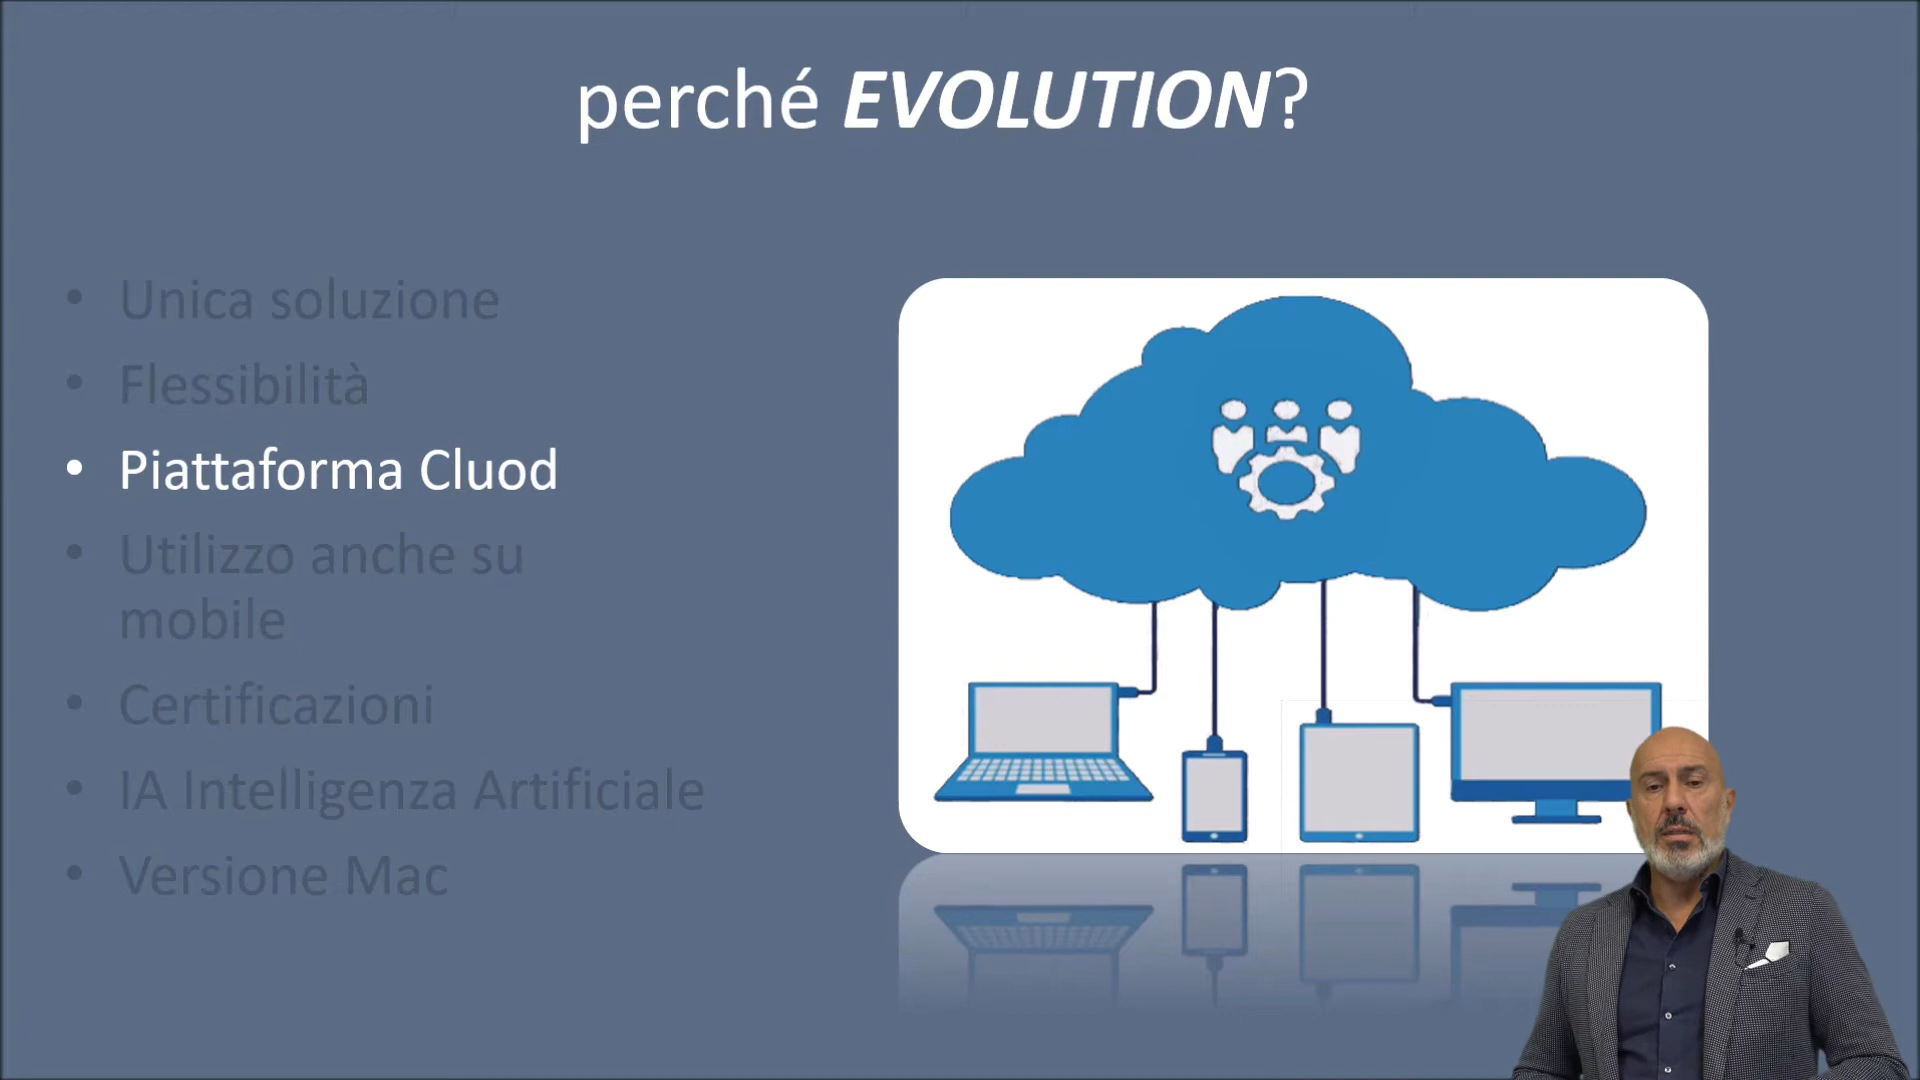 perché EVOLUTION?
• Unica soluzione
• Flessibilità
• Piattaforma Cluod
• Utilizzo anche su
mobile
• Certificazioni
• IA Intelligenza Artificiale
• Versione Mac